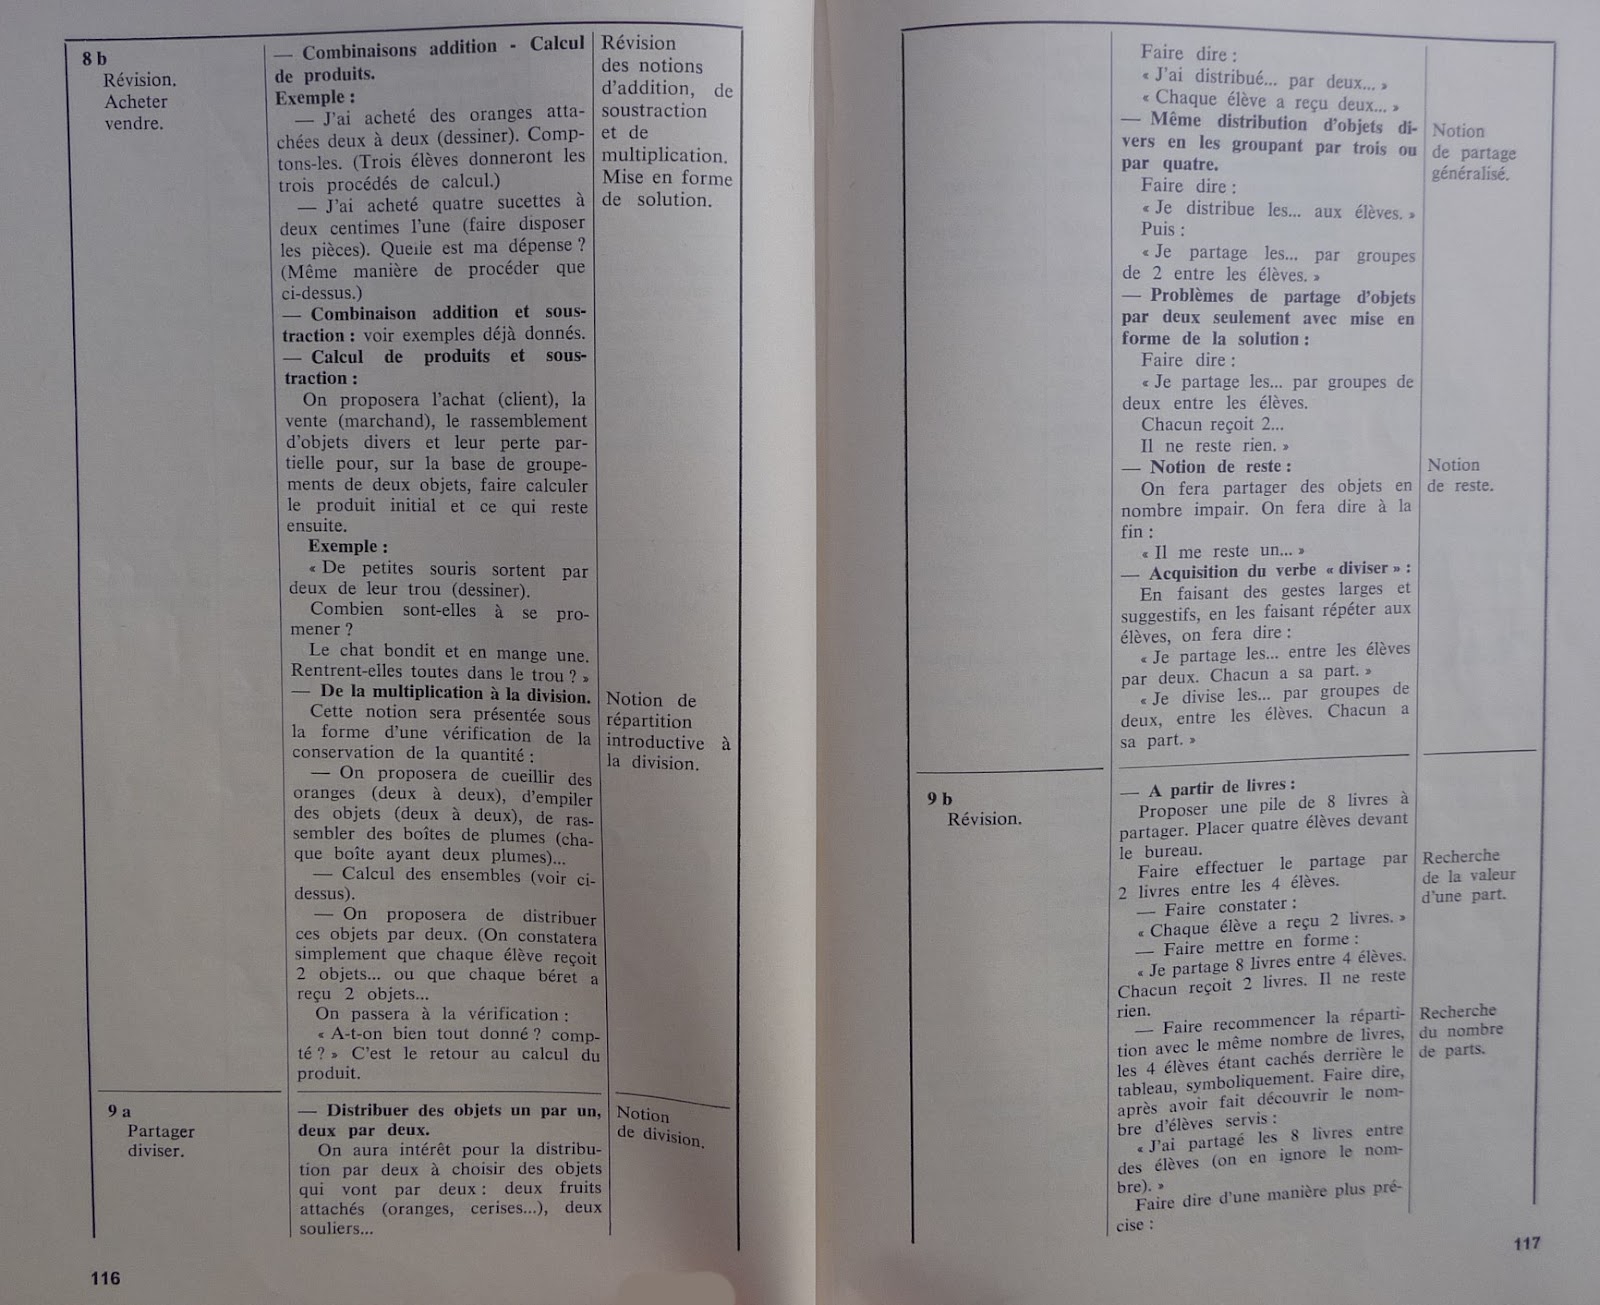 8 b
Révision.
Acheter
vendre.
— Combinaisons addition - Calcul
de produits.
Exemple :
— J'ai acheté des oranges atta-
chées deux à deux (dessiner). Comp-
tons-les. (Trois élèves donneront les
trois procédés de calcul.)
— J'ai acheté quatre sucettes à
deux centimes l'une (faire disposer
les pièces). Quelle est ma dépense ?
(Même manière de procéder que
ci-dessus.)
— Combinaison addition et sous-
traction : voir exemples déjà donnés.
— Calcul de produits et sous-
traction :
On proposera l'achat (client), la
vente (marchand), le rassemblement
d'objets divers et leur perte par-
tielle pour, sur la base de groupe-
ments de deux objets, faire calculer
le produit initial et ce qui reste
ensuite.
Exemple :
« De petites souris sortent par
deux de leur trou (dessiner).
Combien sont-elles à se pro-
mener ?
Le chat bondit et en mange une.
Rentrent-elles toutes dans le trou ? »
— De la multiplication à la division.
Cette notion sera présentée sous
la forme d'une vérification de la
conservation de la quantité :
— On proposera de cueillir des
oranges (deux à deux), d'empiler
des objets (deux à deux), de ras-
sembler des boîtes de plumes (cha-
que boîte ayant deux plumes)...
— Calcul des ensembles (voir ci-
dessus).
— On proposera de distribuer
ces objets par deux. (On constatera
simplement que chaque élève reçoit
2 objets... ou que chaque béret a
reçu 2 objets...
On passera à la vérification :
« A-t-on bien tout donné ? comp-
té ? » C'est le retour au calcul du
produit.
Révision
des notions
d'addition, de
soustraction
et de
multiplication.
Mise en forme
de solution.
Notion de
répartition
introductive à
la division.
9 a
Partager
diviser.
— Distribuer des objets un par un,
deux par deux.
On aura intérêt pour la distribu-
tion par deux à choisir des objets
qui vont par deux : deux fruits
attachés (oranges, cerises...), deux
souliers...
Notion
de division.
116
Faire dire :
« J'ai distribué... par deux... »
« Chaque élève a reçu deux... »
— Même distribution d'objets di-
vers en les groupant par trois ou
par quatre.
Faire dire :
« Je distribue les... aux élèves. »
Puis :
« Je partage les... par groupes
de 2 entre les élèves. »
— Problèmes de partage d'objets
par deux seulement avec mise en
forme de la solution :
Faire dire :
« Je partage les... par groupes de
deux entre les élèves.
Chacun reçoit 2...
Il ne reste rien. »
— Notion de reste :
On fera partager des objets en
nombre impair. On fera dire à la
fin :
« Il me reste un... »
— Acquisition du verbe « diviser » :
En faisant des gestes larges et
suggestifs, en les faisant répéter aux
élèves, on fera dire :
« Je partage les... entre les élèves
par deux. Chacun a sa part. »
« Je divise les... par groupes de
deux, entre les élèves. Chacun a
sa part. »
Notion
de partage
généralisé.
Notion
de reste.
9 b
Révision.
— A partir de livres :
Proposer une pile de 8 livres à
partager. Placer quatre élèves devant
le bureau.
Faire effectuer le partage par
2 livres entre les 4 élèves.
— Faire constater :
« Chaque élève a reçu 2 livres. »
— Faire mettre en forme :
« Je partage 8 livres entre 4 élèves.
Chacun reçoit 2 livres. Il ne reste
rien.
— Faire recommencer la réparti-
tion avec le même nombre de livres,
les 4 élèves étant cachés derrière le
tableau, symboliquement. Faire dire,
après avoir fait découvrir le nom-
bre d'élèves servis :
« J'ai partagé les 8 livres entre
des élèves (on en ignore le nom-
bre). »
Faire dire d'une manière plus pré-
cise :
Recherche
de la valeur
d'une part.
Recherche
du nombre
de parts.
117